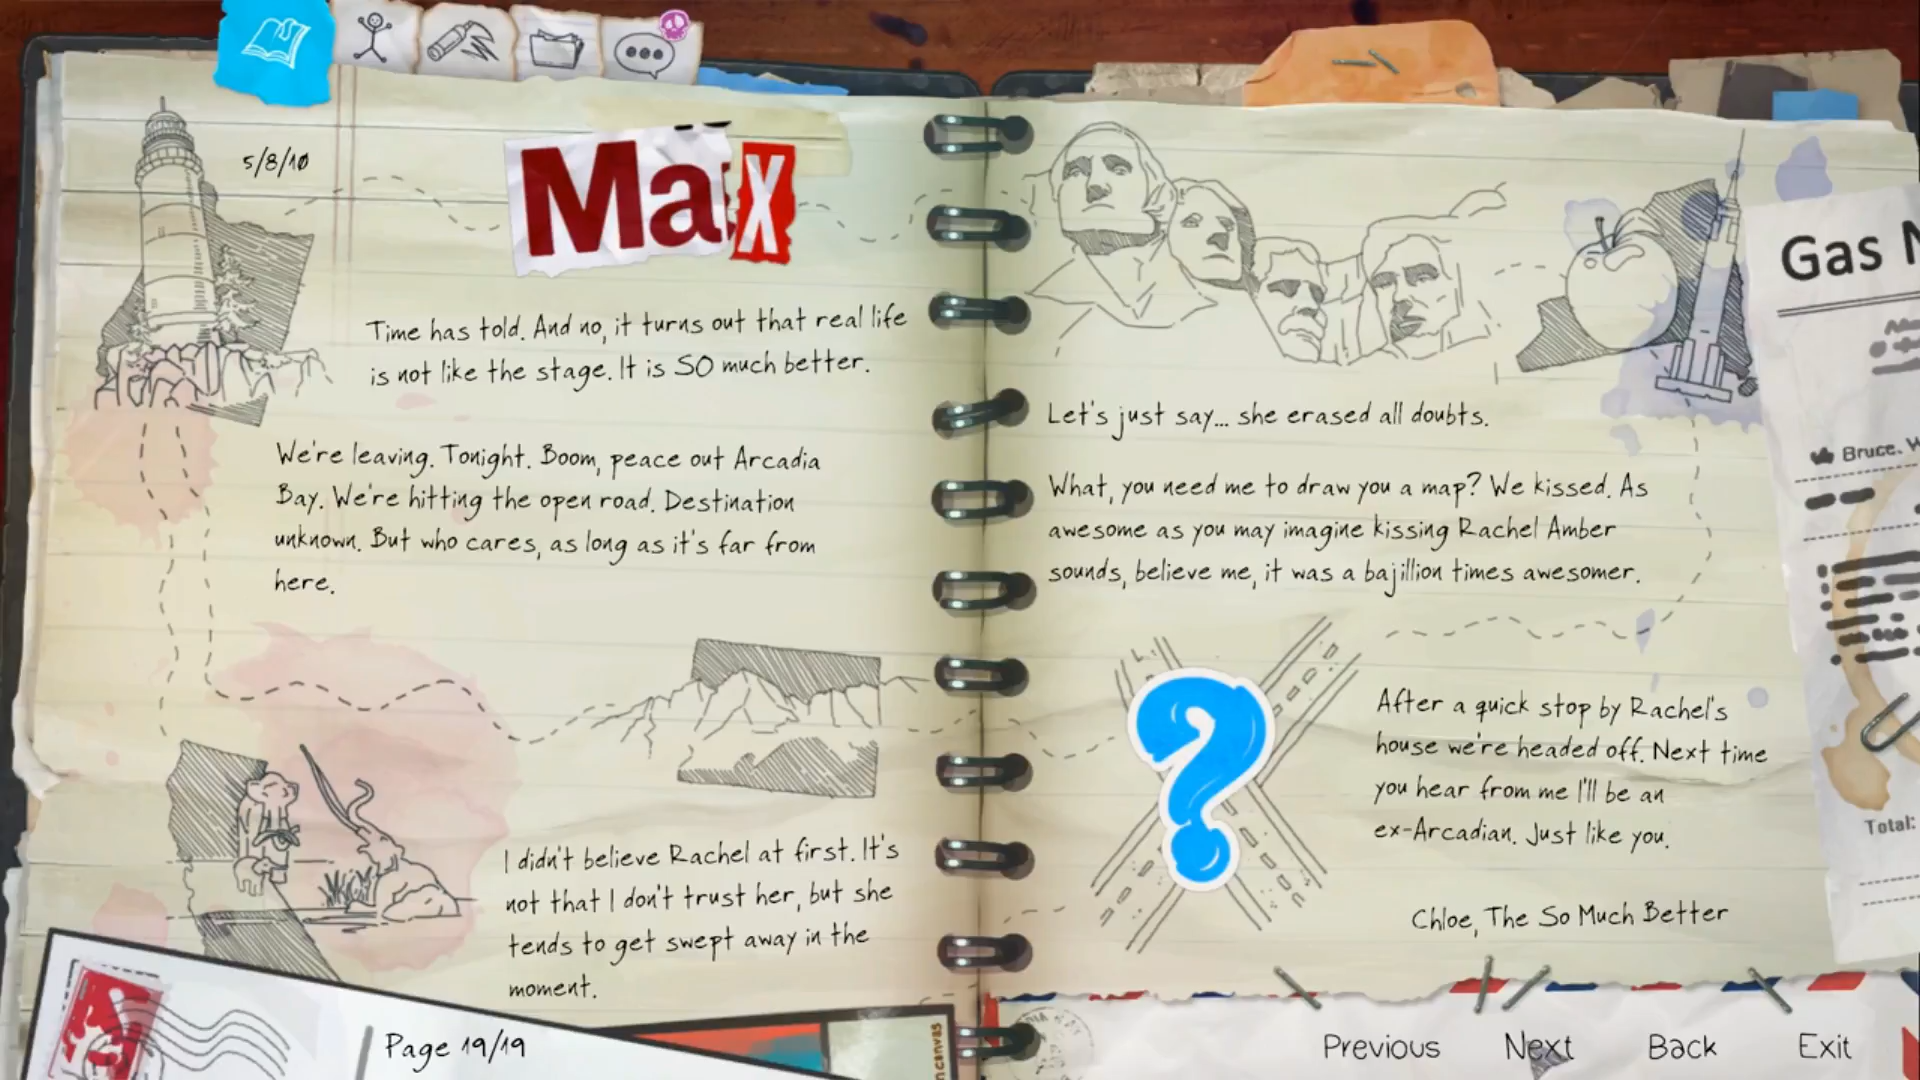 5/8/10
Max
Time has told. And no, it turns out that real life
is not like the stage. It is SO much better.
We're leaving. Tonight. Boom, peace out Arcadia
Bay. We're hitting the open road. Destination
unknown. But who cares, as long as it's far from
here.
I didn't believe Rachel at first. It's
not that I don't trust her, but she
tends to get swept away in the
moment.
Page 19/19
Let's just say... she erased all doubts.
What, you need me to draw you a map? We kissed. As
awesome as you may imagine kissing Rachel Amber
sounds, believe me, it was a bajillion times awesomer.
After a quick stop by Rachel's
house we're headed off. Next time
you hear from me I'll be an
ex-Arcadian. Just like you.
Chloe, The So Much Better
Gas
Bruce.
Total:
Previous Next Back Exit